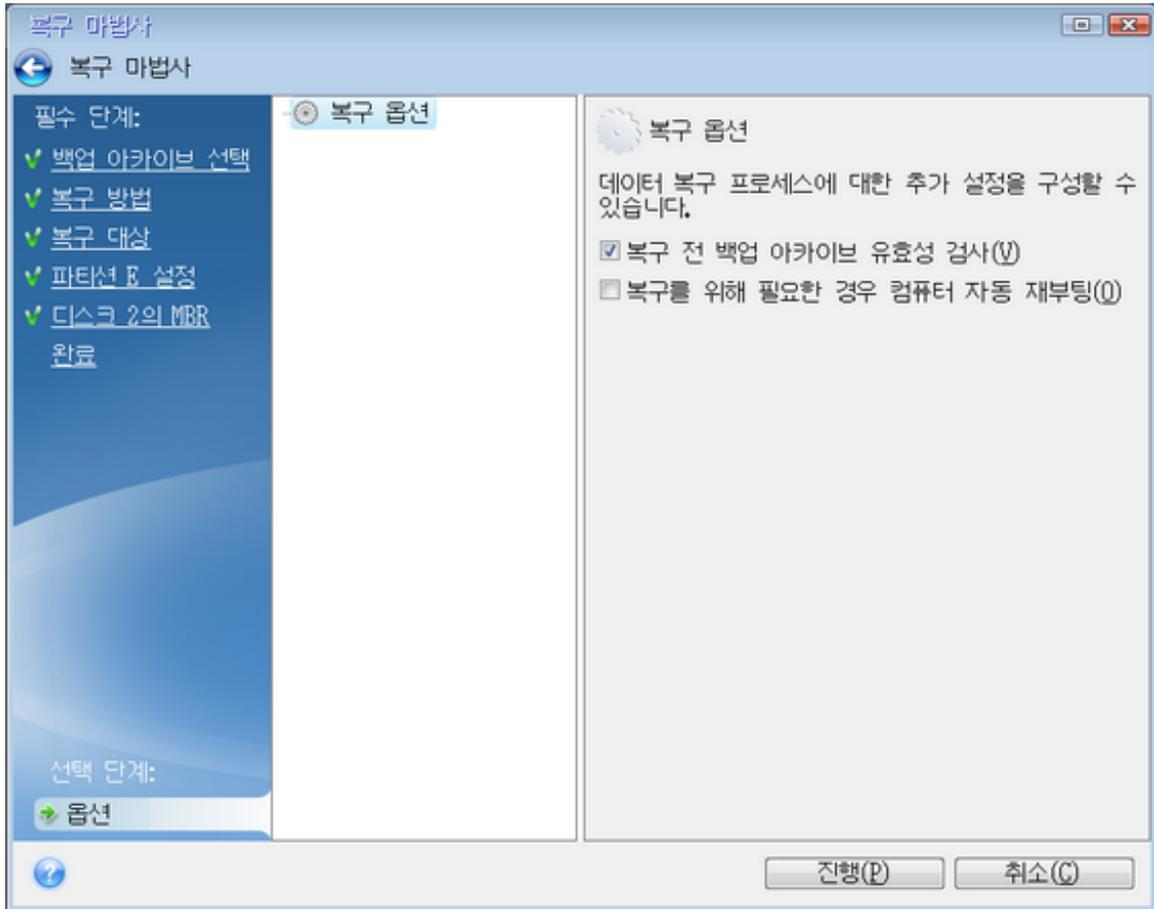 복구 마법사
복구 마법사
필수 단계:
백업 아카이브 선택
복구 방법
복구 대상
파티션 E 설정
디스크 2의 MBR
완료
선택 단계:
옵션
복구 옵션
복구 옵션
데이터 복구 프로세스에 대한 추가 설정을 구성할 수
있습니다.
복구 전 백업 아카이브 유효성 검사(V)
복구를 위해 필요한 경우 컴퓨터 자동 재부팅(O)
진행(P)
취소(C)